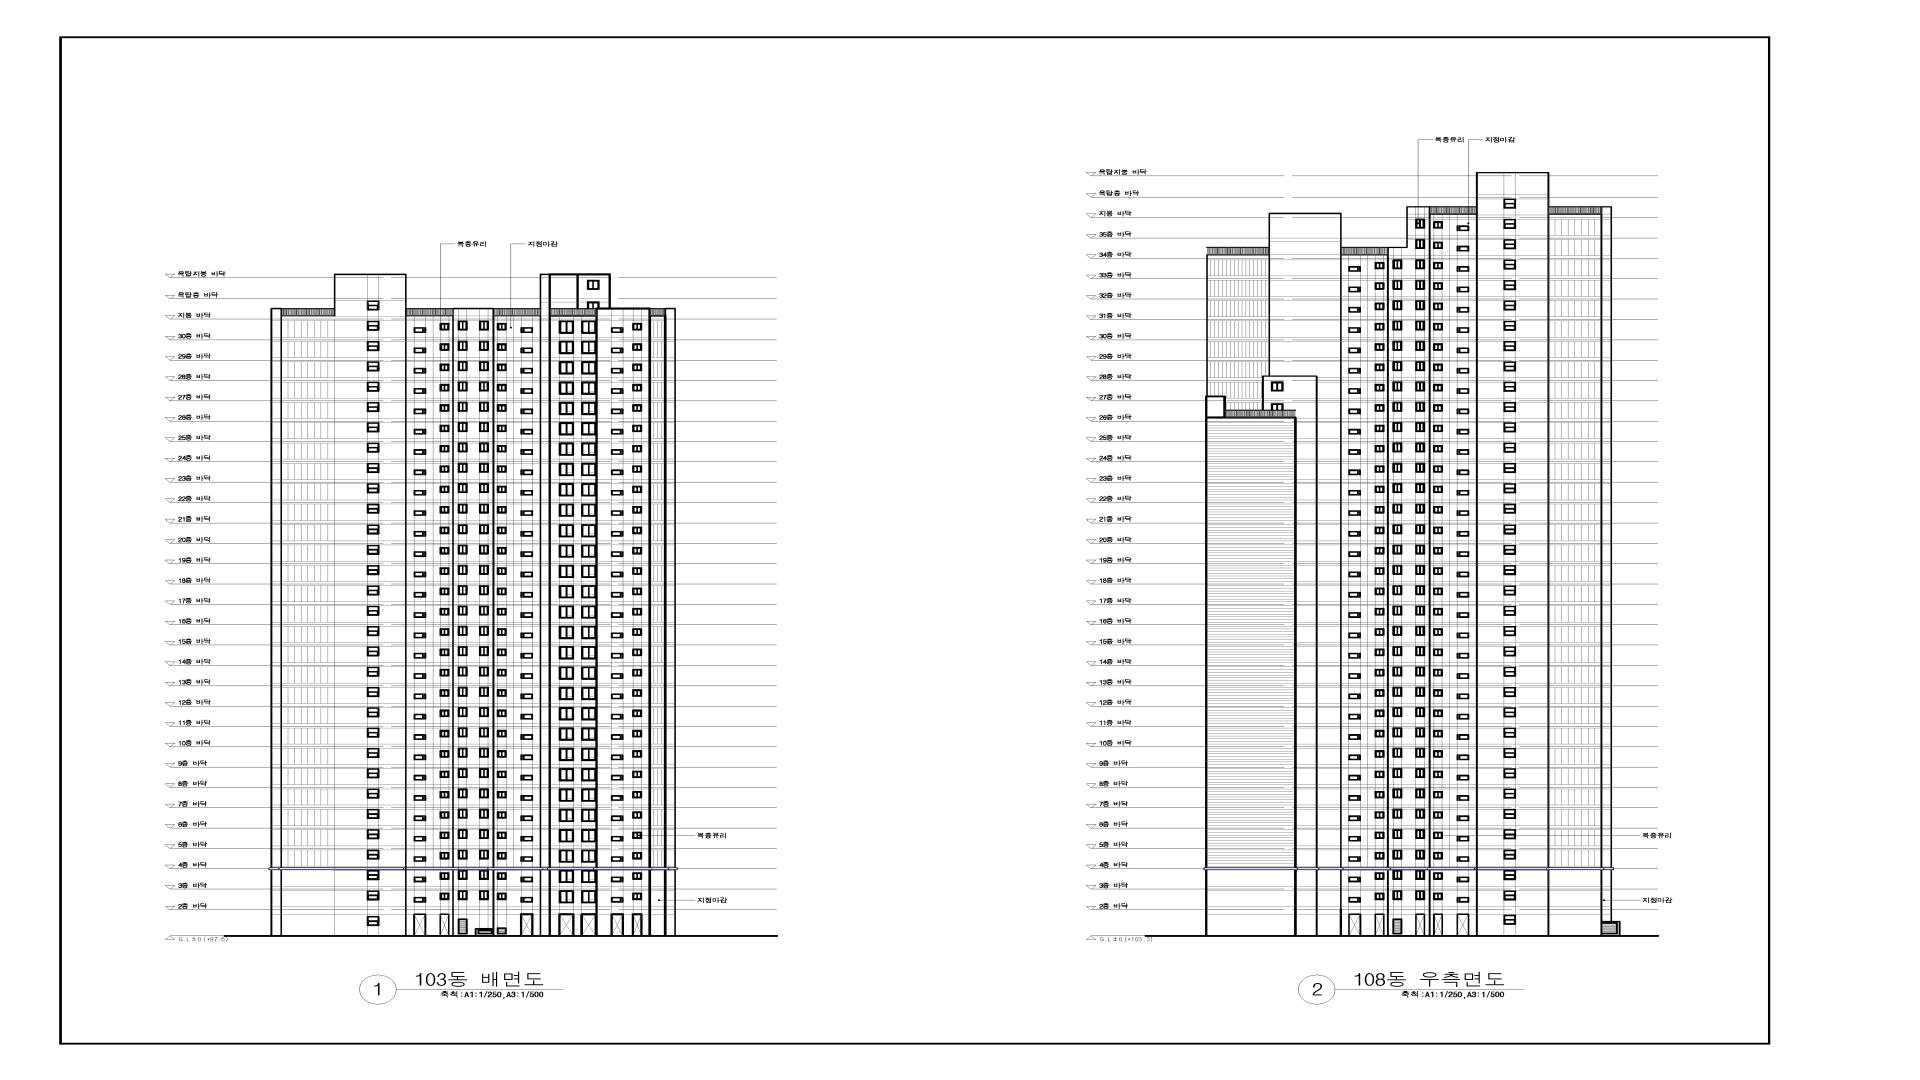 복층유리
지정마감
옥탑지붕 바닥
옥탑층 바닥
지붕 바닥
30층 바닥
29층 바닥
28층 바닥
27층 바닥
26층 바닥
25층 바닥
24층 바닥
23층 바닥
22층 바닥
21층 바닥
20층 바닥
19층 바닥
18층 바닥
17층 바닥
16층 바닥
15층 바닥
14층 바닥
13층 바닥
12층 바닥
11층 바닥
10층 바닥
9층 바닥
8층 바닥
7층 바닥
6층 바닥
5층 바닥
4층 바닥
3층 바닥
2층 바닥
G.L ±0(+97.6)
복층유리
지정마감
1
103동 배면도
축척 : A1 : 1/250 , A3 : 1/500
복층유리
지정마감
옥탑지붕 바닥
옥탑층 바닥
지붕 바닥
35층 바닥
34층 바닥
33층 바닥
32층 바닥
31층 바닥
30층 바닥
29층 바닥
28층 바닥
27층 바닥
26층 바닥
25층 바닥
24층 바닥
23층 바닥
22층 바닥
21층 바닥
20층 바닥
19층 바닥
18층 바닥
17층 바닥
16층 바닥
15층 바닥
14층 바닥
13층 바닥
12층 바닥
11층 바닥
10층 바닥
9층 바닥
8층 바닥
7층 바닥
6층 바닥
5층 바닥
4층 바닥
3층 바닥
2층 바닥
G.L ±0(+103.3)
복층유리
지정마감
2
108동 우측면도
축척 : A1 : 1/250 , A3 : 1/500